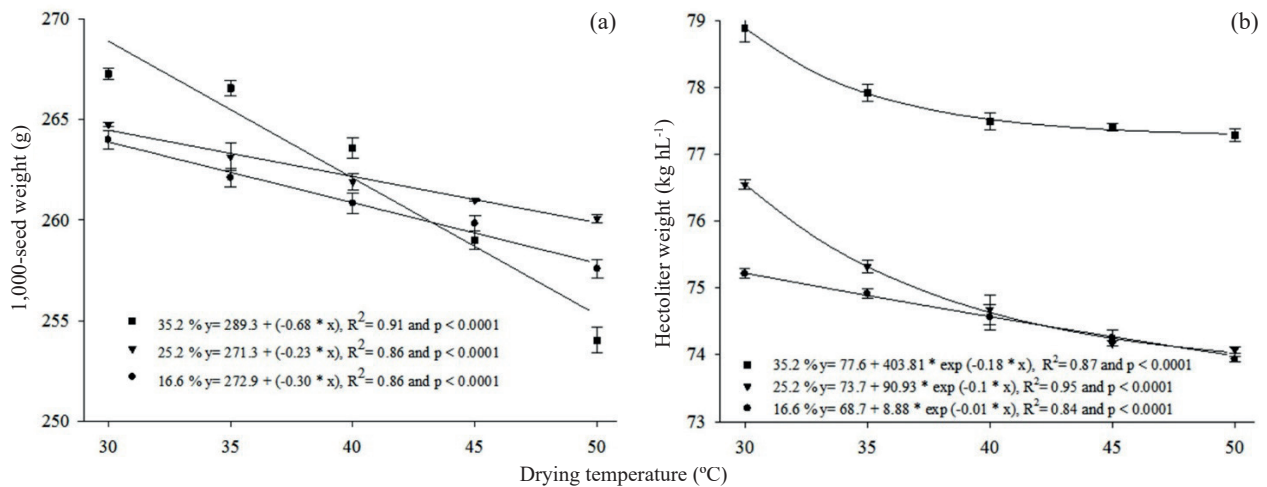 (a)
270
265
260
255
250
1,000-seed weight (g)
35.2 % y= 289.3 + (-0.68 * x), R2= 0.91 and p < 0.0001
25.2 % y= 271.3 + (-0.23 * x), R2= 0.86 and p < 0.0001
16.6 % y= 272.9 + (-0.30 * x), R2= 0.86 and p < 0.0001
30 35 40 45 50
(b)
79
78
77
76
75
74
73
Hectoliter weight (kg hL-1)
35.2 % y= 77.6 + 403.81 * exp (-0.18 * x), R2= 0.87 and p < 0.0001
25.2 % y= 73.7 + 90.93 * exp (-0.1 * x), R2= 0.95 and p < 0.0001
16.6 % y= 68.7 + 8.88 * exp (-0.01 * x), R2= 0.84 and p < 0.0001
30 35 40 45 50
Drying temperature (ºC)